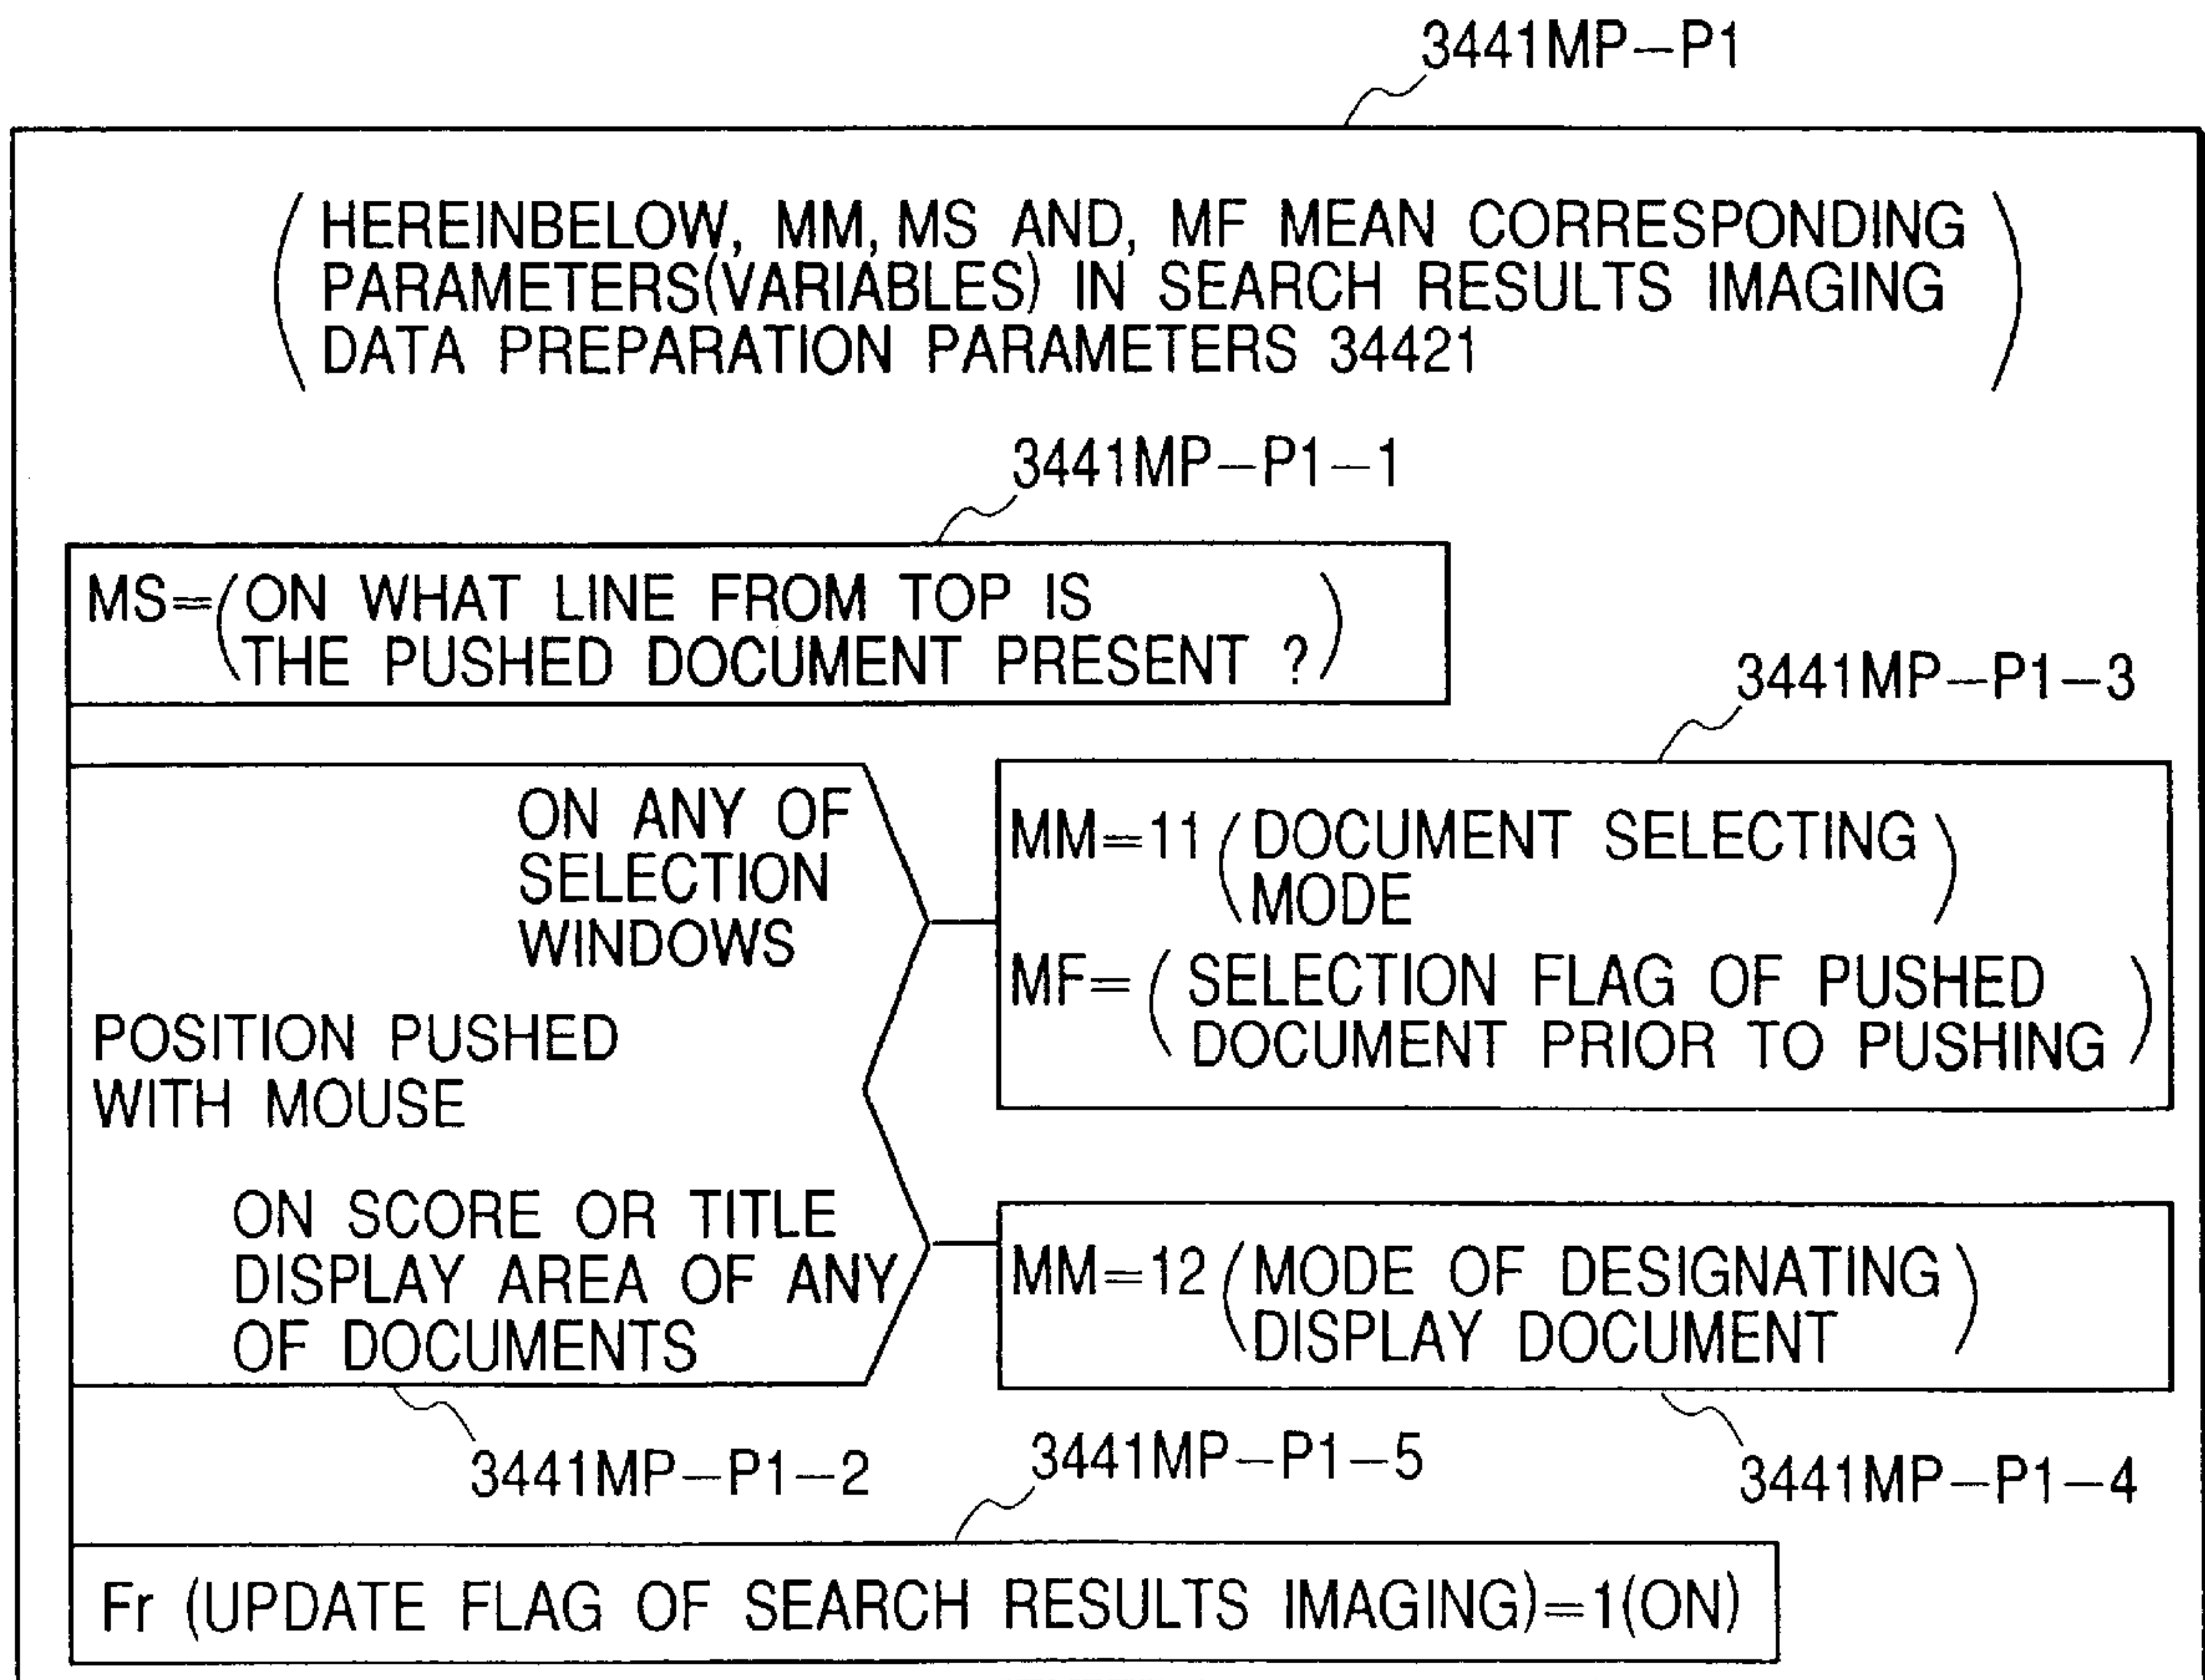 3441MP-P1
HEREINBELOW, MM, MS AND, MF MEAN CORRESPONDING
PARAMETERS(VARIABLES) IN SEARCH RESULTS IMAGING
DATA PREPARATION PARAMETERS 34421
3441MP-P1-1
MS=(ON WHAT LINE FROM TOP IS
THE PUSHED DOCUMENT PRESENT ?)
3441MP-P1-3
ON ANY OF
SELECTION
WINDOWS
MM=11(DOCUMENT SELECTING
MODE)
MF=(SELECTION FLAG OF PUSHED
DOCUMENT PRIOR TO PUSHING)
POSITION PUSHED
WITH MOUSE
ON SCORE OR TITLE
DISPLAY AREA OF ANY
OF DOCUMENTS
MM=12(MODE OF DESIGNATING
DISPLAY DOCUMENT)
3441MP-P1-2
3441MP-P1-5
3441MP-P1-4
Fr (UPDATE FLAG OF SEARCH RESULTS IMAGING)=1(ON)